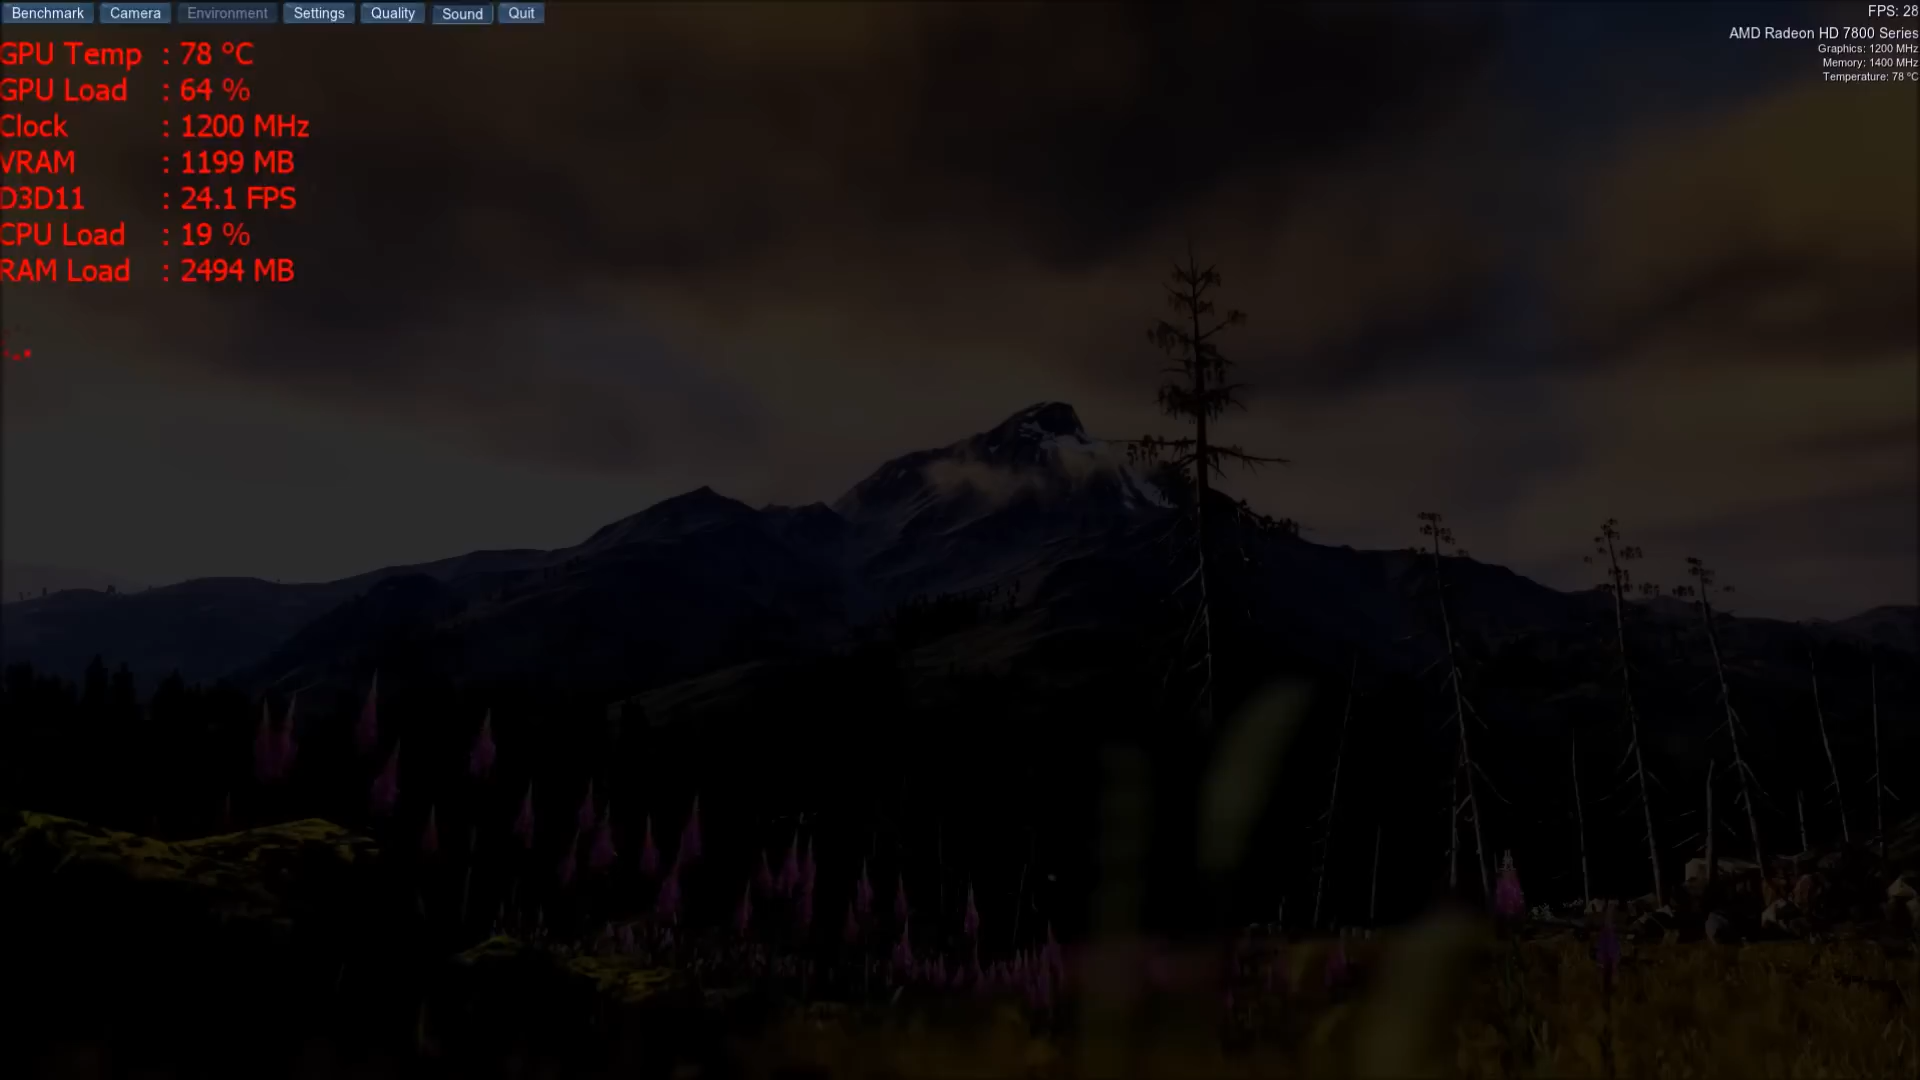 Benchmark Camera Environment Settings Quality Sound Quit
FPS: 28
AMD Radeon HD 7800 Series
Graphics: 1200 MHz
Memory: 1400 MHz
Temperature: 78 °C
GPU Temp : 78 °C
GPU Load : 64 %
Clock : 1200 MHz
VRAM : 1199 MB
D3D11 : 24.1 FPS
CPU Load : 19 %
RAM Load : 2494 MB